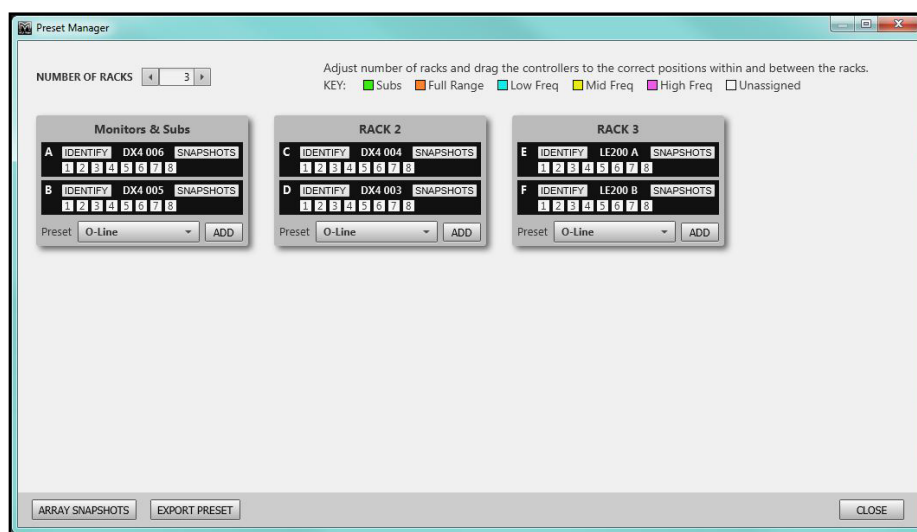 Preset Manager
NUMBER OF RACKS 3
Adjust number of racks and drag the controllers to the correct positions within and between the racks.
KEY: Subs Full Range Low Freq Mid Freq High Freq Unassigned
Monitors & Subs
A IDENTIFY DX4 006 SNAPSHOTS
1 2 3 4 5 6 7 8
B IDENTIFY DX4 005 SNAPSHOTS
1 2 3 4 5 6 7 8
Preset O-Line ADD
RACK 2
C IDENTIFY DX4 004 SNAPSHOTS
1 2 3 4 5 6 7 8
D IDENTIFY DX4 003 SNAPSHOTS
1 2 3 4 5 6 7 8
Preset O-Line ADD
RACK 3
E IDENTIFY LE200 A SNAPSHOTS
1 2 3 4 5 6 7 8
F IDENTIFY LE200 B SNAPSHOTS
1 2 3 4 5 6 7 8
Preset O-Line ADD
ARRAY SNAPSHOTS EXPORT PRESET CLOSE